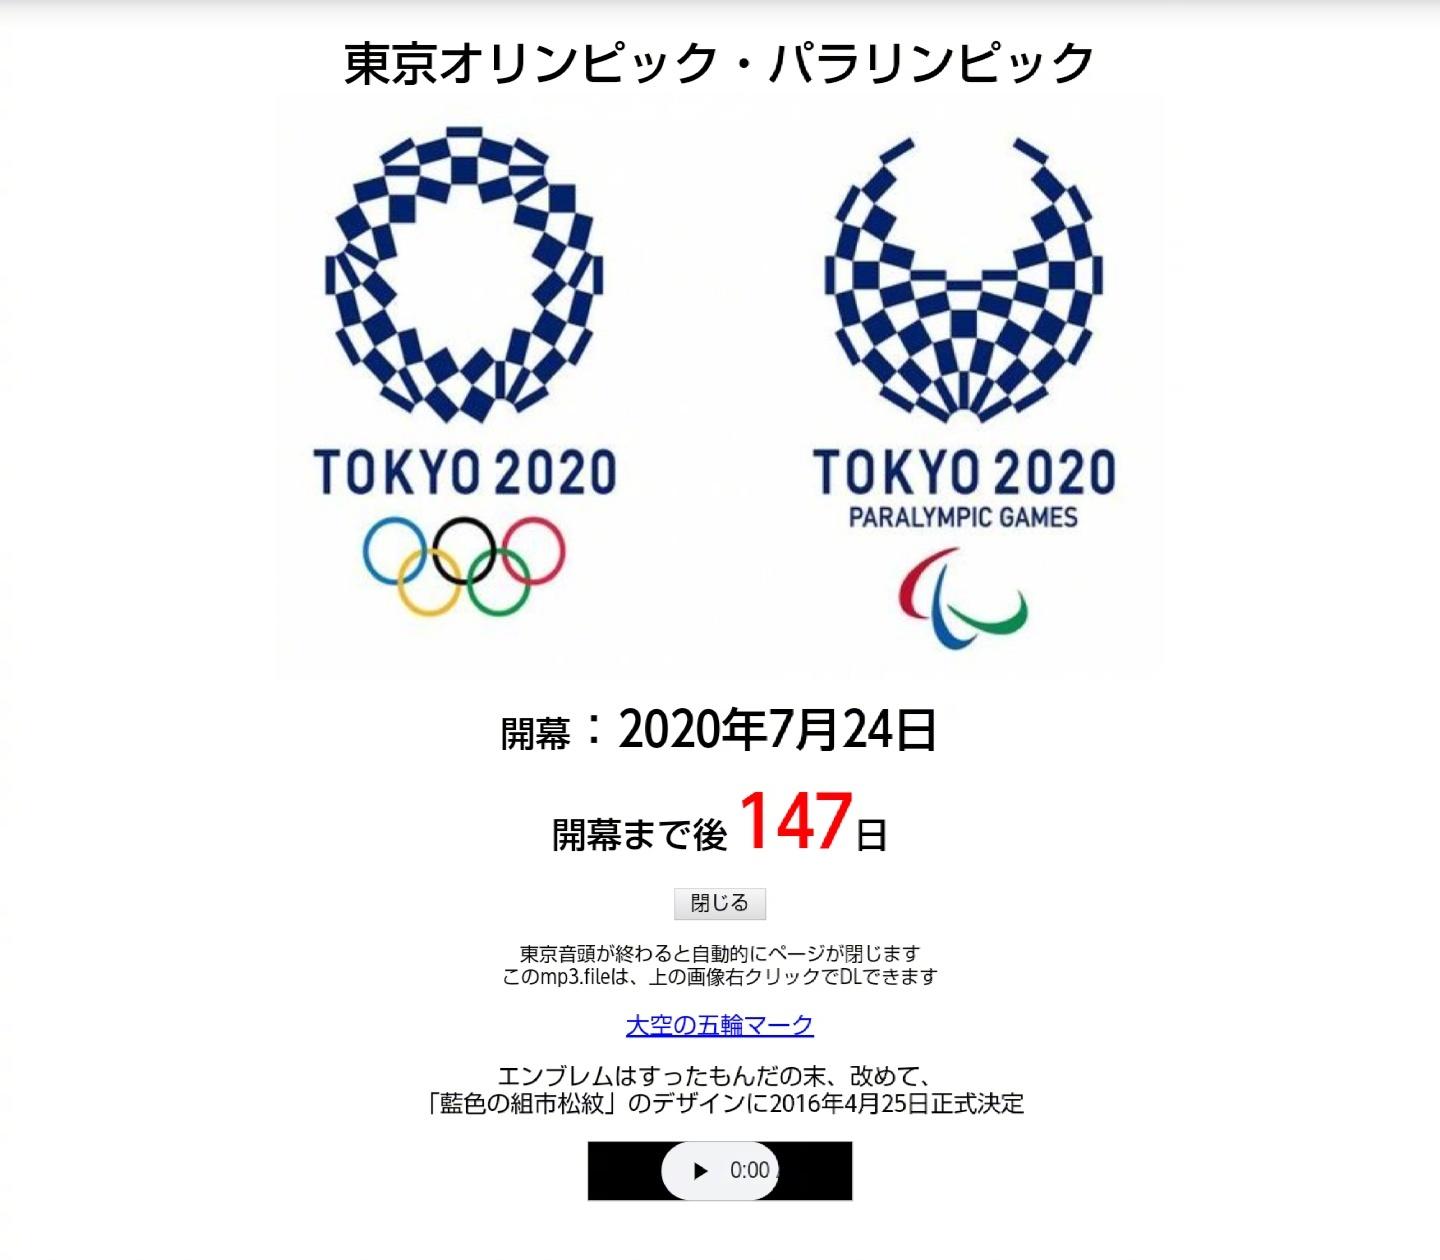 東京オリンピック・パラリンピック
TOKYO 2020
TOKYO 2020
PARALYMPIC GAMES
開幕：2020年7月24日
開幕まで後 147日
閉じる
東京音頭が終わると自動的にページが閉じます
このmp3.fileは、上の画像右クリックでDLできます
大空の五輪マーク
エンブレムはすったもんだの末、改めて、
「藍色の組市松紋」のデザインに2016年4月25日正式決定
0:00